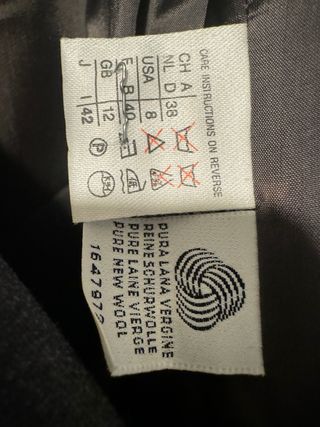 CARE INSTRUCTIONS ON REVERSE
CH A
NL D 38
USA 8
B 40
GB 12
J I 42
P
PURA LANA VERGINE
REINE SCHURWOLLE
PURE LAINE VIERGE
PURE NEW WOOL